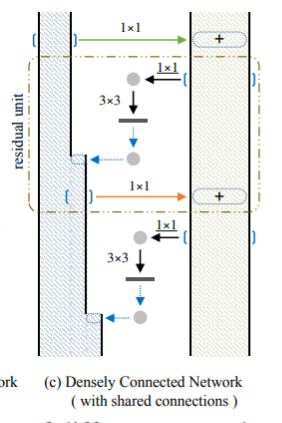 1×1
+
1×1
3×3
residual unit
1×1
+
1×1
3×3
ork
(c) Densely Connected Network
( with shared connections )